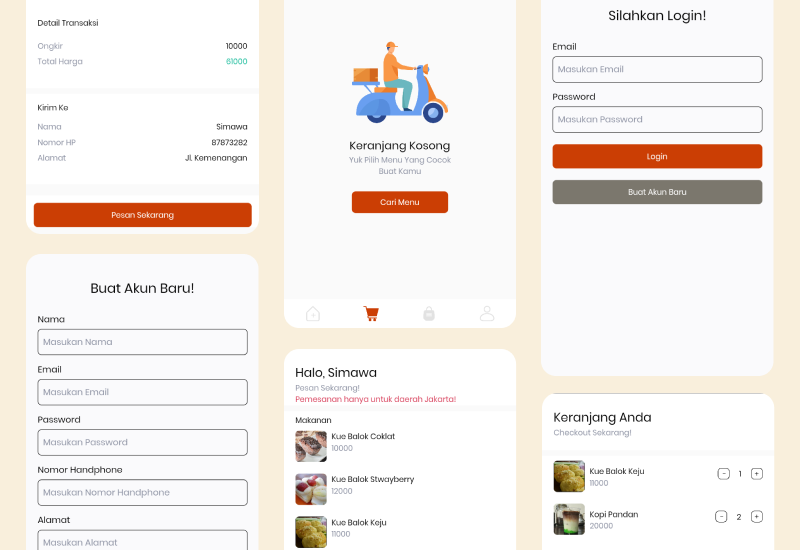 Detail Transaksi
Ongkir 10000
Total Harga 61000
Kirim Ke
Nama Simawa
Nomor HP 87873282
Alamat Jl. Kemenangan
Pesan Sekarang
Buat Akun Baru!
Nama
Masukan Nama
Email
Masukan Email
Password
Masukan Password
Nomor Handphone
Masukan Nomor Handphone
Alamat
Masukan Alamat
Keranjang Kosong
Yuk Pilih Menu Yang Cocok
Buat Kamu
Cari Menu
Halo, Simawa
Pesan Sekarang!
Pemesanan hanya untuk daerah Jakarta!
Makanan
Kue Balok Coklat
10000
Kue Balok Stwayberry
12000
Kue Balok Keju
11000
Silahkan Login!
Email
Masukan Email
Password
Masukan Password
Login
Buat Akun Baru
Keranjang Anda
Checkout Sekarang!
Kue Balok Keju
11000
- 1 +
Kopi Pandan
20000
- 2 +